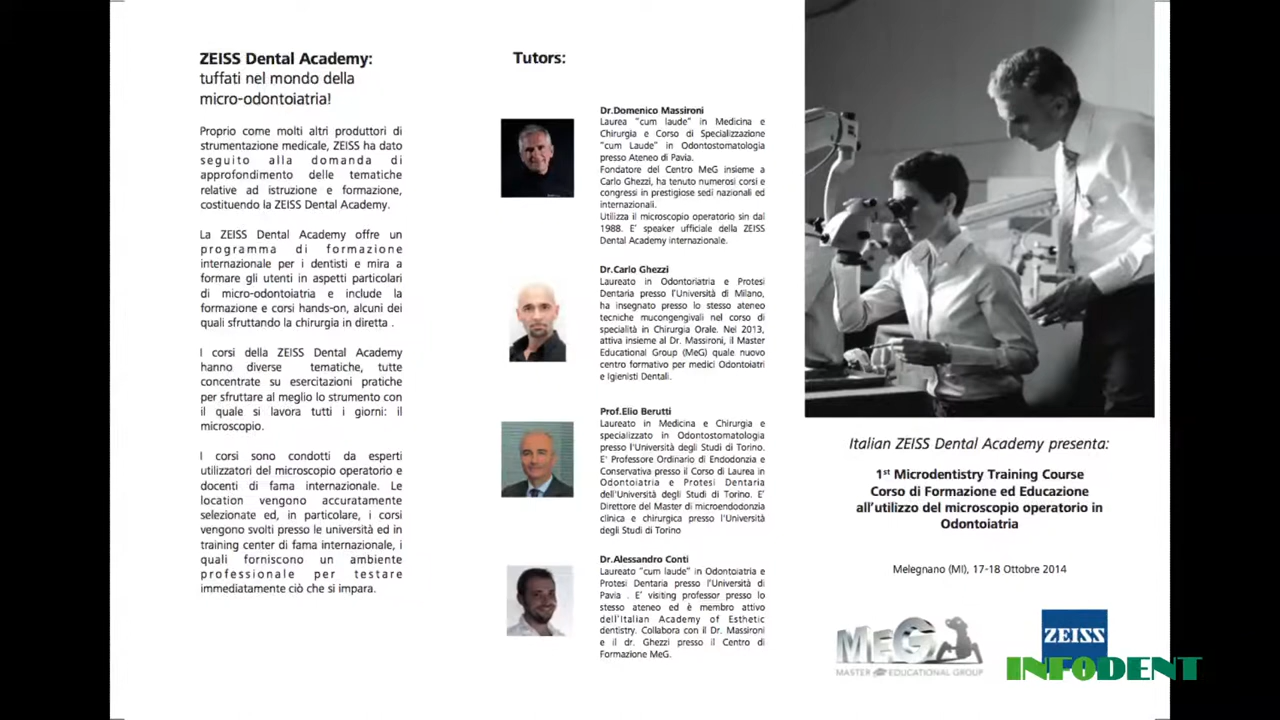 ZEISS Dental Academy:
tuffati nel mondo della
micro-odontoiatria!
Proprio come molti altri produttori di
strumentazione medicale, ZEISS ha dato
seguito alla domanda di
approfondimento delle tematiche
relative ad istruzione e formazione,
costituendo la ZEISS Dental Academy.
La ZEISS Dental Academy offre un
programma di formazione
internazionale per i dentisti e mira a
formare gli utenti in aspetti particolari
di micro-odontoiatria e include la
formazione e corsi hands-on, alcuni dei
quali sfruttando la chirurgia in diretta .
I corsi della ZEISS Dental Academy
hanno diverse tematiche, tutte
concentrate su esercitazioni pratiche
per sfruttare al meglio lo strumento con
il quale si lavora tutti i giorni: il
microscopio.
I corsi sono condotti da esperti
utilizzatori del microscopio operatorio e
docenti di fama internazionale. Le
location vengono accuratamente
selezionate ed, in particolare, i corsi
vengono svolti presso le università ed in
training center di fama internazionale, i
quali forniscono un ambiente
professionale per testare
immediatamente ciò che si impara.
Tutors:
Dr.Domenico Massironi
Laurea "cum laude" in Medicina e
Chirurgia e Corso di Specializzazione
"cum Laude" in Odontostomatologia
presso Ateneo di Pavia.
Fondatore del Centro MeG insieme a
Carlo Ghezzi, ha tenuto numerosi corsi e
congressi in prestigiose sedi nazionali ed
internazionali.
Utilizza il microscopio operatorio sin dal
1988. E' speaker ufficiale della ZEISS
Dental Academy internazionale.
Dr.Carlo Ghezzi
Laureato in Odontoriatria e Protesi
Dentaria presso l'Università di Milano,
ha insegnato presso lo stesso ateneo
tecniche mucongengivali nel corso di
specialità in Chirurgia Orale. Nel 2013,
attiva insieme al Dr. Massironi, il Master
Educational Group (MeG) quale nuovo
centro formativo per medici Odontoiatri
e Igienisti Dentali.
Prof.Elio Berutti
Laureato in Medicina e Chirurgia e
specializzato in Odontostomatologia
presso l'Università degli Studi di Torino.
E' Professore Ordinario di Endodonzia e
Conservativa presso il Corso di Laurea in
Odontoiatria e Protesi Dentaria
dell'Università degli Studi di Torino. E'
Direttore del Master di microendodonzia
clinica e chirurgica presso l'Università
degli Studi di Torino
Dr.Alessandro Conti
Laureato "cum laude" in Odontoiatria e
Protesi Dentaria presso l'Università di
Pavia . E' visiting professor presso lo
stesso ateneo ed è membro attivo
dell'Italian Academy of Esthetic
dentistry. Collabora con il Dr. Massironi
e il dr. Ghezzi presso il Centro di
Formazione MeG.
Italian ZEISS Dental Academy presenta:
1st Microdentistry Training Course
Corso di Formazione ed Educazione
all'utilizzo del microscopio operatorio in
Odontoiatria
Melegnano (MI), 17-18 Ottobre 2014
MeG
MASTER EDUCATIONAL GROUP
ZEISS
INFODENT